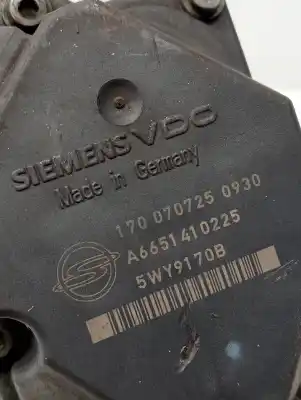 SIEMENS VDO
Made in Germany
170 070725 0930
A6651410225
5WY9170B